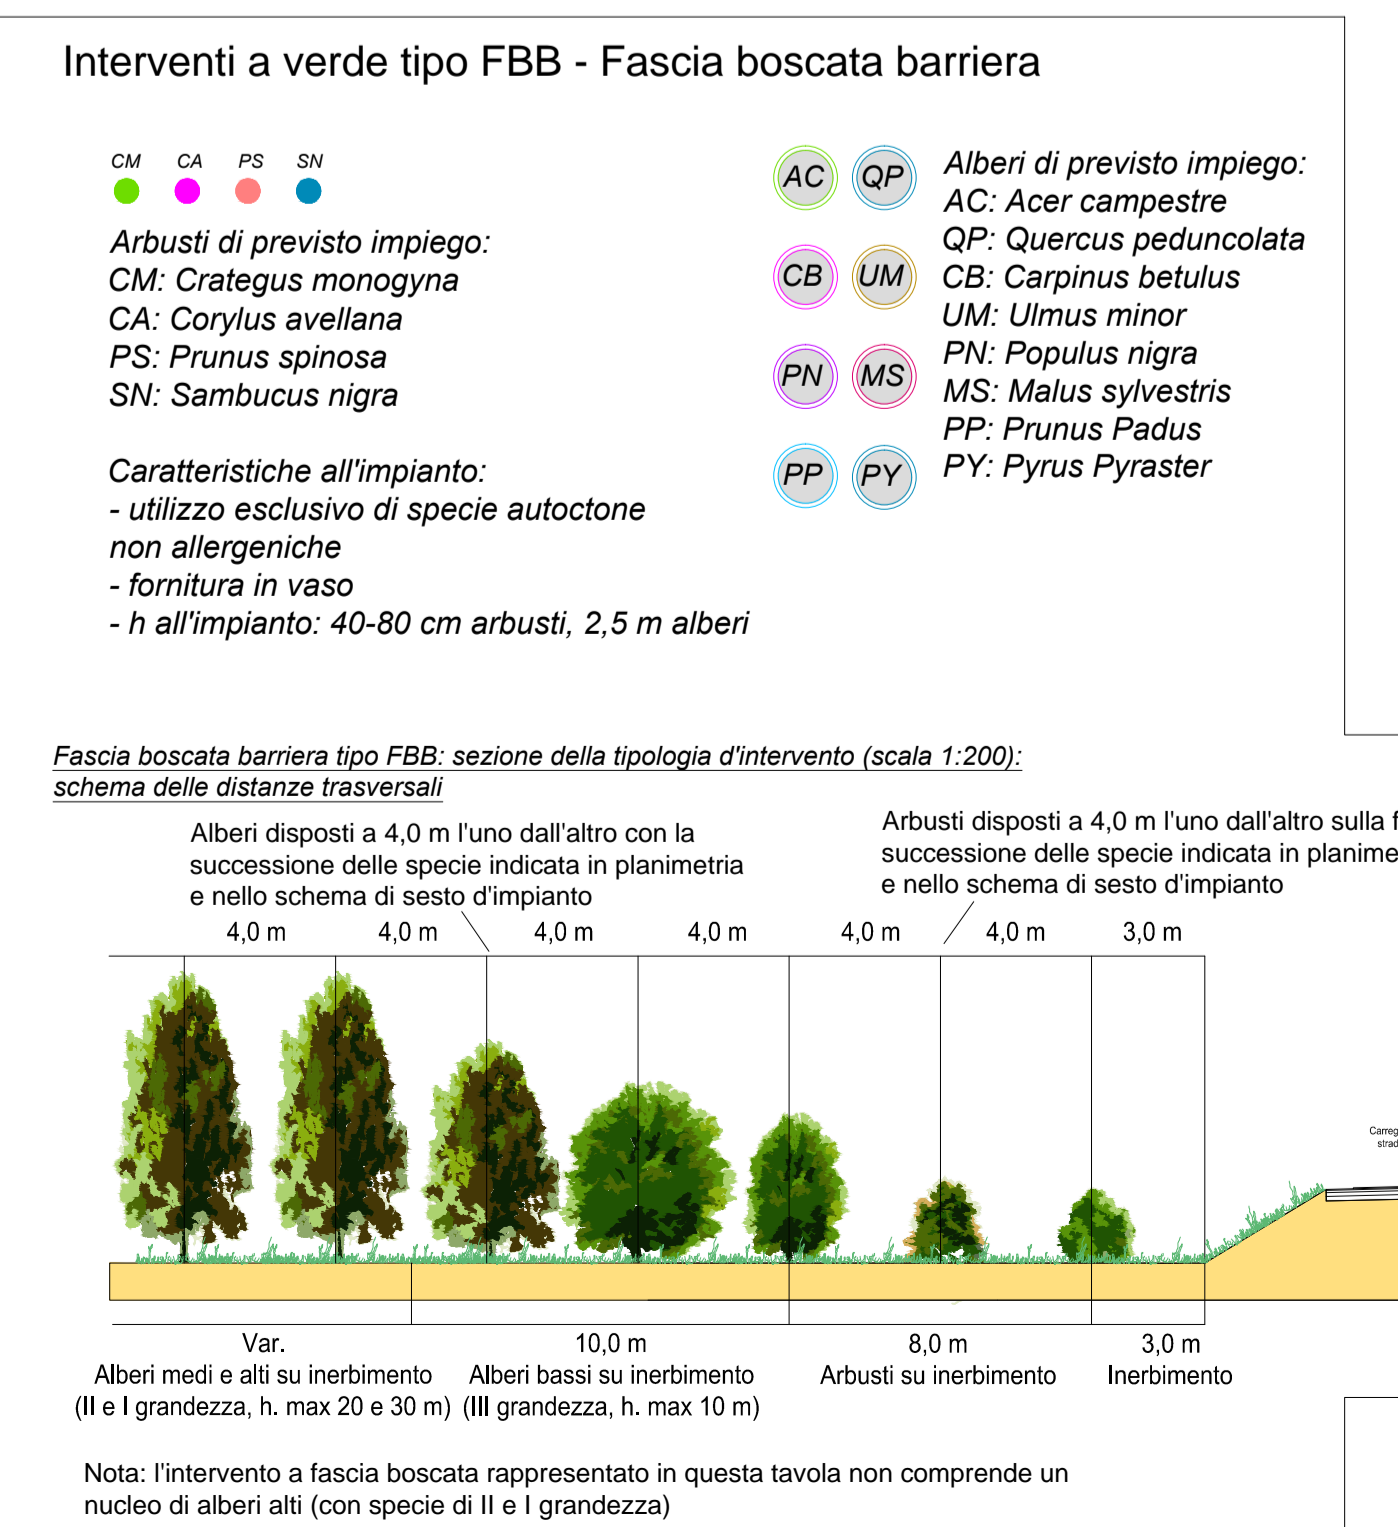 Interventi a verde tipo FBB - Fascia boscata barriera
CM CA PS SN
Arbusti di previsto impiego:
CM: Crategus monogyna
CA: Corylus avellana
PS: Prunus spinosa
SN: Sambucus nigra
Caratteristiche all'impianto:
- utilizzo esclusivo di specie autoctone
non allergeniche
- fornitura in vaso
- h all'impianto: 40-80 cm arbusti, 2,5 m alberi
AC QP
CB UM
PN MS
PP PY
Alberi di previsto impiego:
AC: Acer campestre
QP: Quercus peduncolata
CB: Carpinus betulus
UM: Ulmus minor
PN: Populus nigra
MS: Malus sylvestris
PP: Prunus Padus
PY: Pyrus Pyraster
Fascia boscata barriera tipo FBB: sezione della tipologia d'intervento (scala 1:200):
schema delle distanze trasversali
Alberi disposti a 4,0 m l'uno dall'altro con la
successione delle specie indicata in planimetria
e nello schema di sesto d'impianto
Arbusti disposti a 4,0 m l'uno dall'altro sulla f
successione delle specie indicata in planime
e nello schema di sesto d'impianto
4,0 m 4,0 m 4,0 m 4,0 m 4,0 m 4,0 m 3,0 m
Carreg
strad
Var. 10,0 m 8,0 m 3,0 m
Alberi medi e alti su inerbimento Alberi bassi su inerbimento Arbusti su inerbimento Inerbimento
(II e I grandezza, h. max 20 e 30 m) (III grandezza, h. max 10 m)
Nota: l'intervento a fascia boscata rappresentato in questa tavola non comprende un
nucleo di alberi alti (con specie di II e I grandezza)